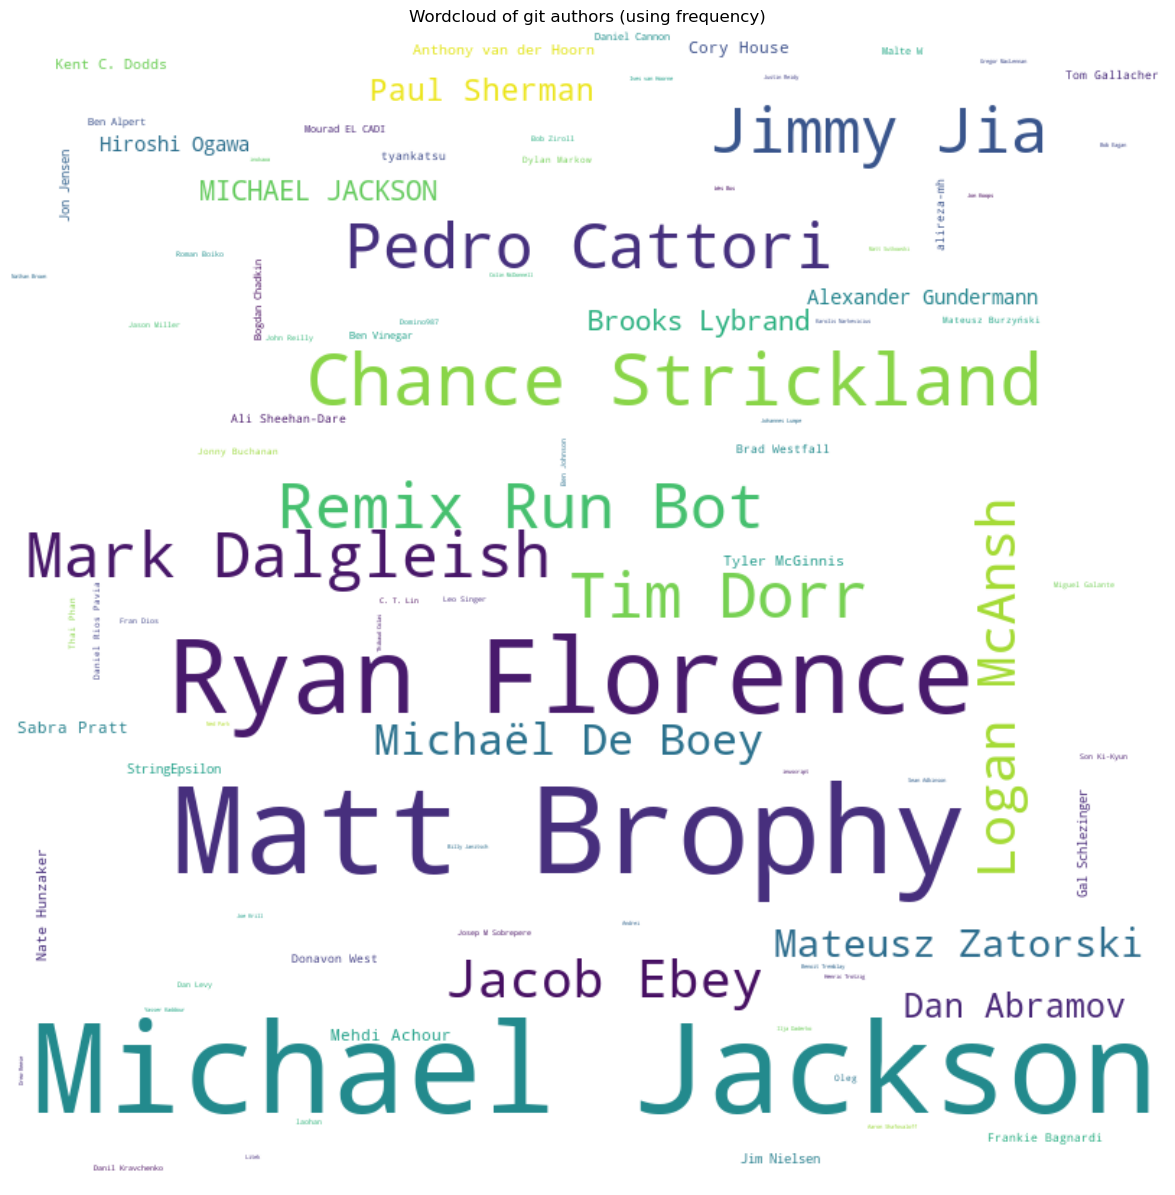 Wordcloud of git authors (using frequency)
Daniel Cannon
Anthony van der Hoorn
Cory House
Malte W
Kent C. Dodds
Tom Gallacher
Paul Sherman
Ben Alpert
Mourad EL CADI
Jimmy Jia
Bob Ziroll
Hiroshi Ogawa
tyankatsu
Dylan Markow
Jon Jensen
MICHAEL JACKSON
alireza-mh
Pedro Cattori
Roman Boiko
Bogdan Chadkin
Alexander Gundermann
Brooks Lybrand
Mateusz Burzyński
Jason Miller
Domino987
John Reilly
Ben Vinegar
Chance Strickland
Ali Sheehan-Dare
Jonny Buchanan
Ben Johnson
Brad Westfall
Remix Run Bot
Mark Dalgleish
Tyler McGinnis
Tim Dorr
Miguel Galante
Logan McAnsh
Thai Phan
Daniel Rios Pavia
C. T. Lin
Leo Singer
Fran Dios
Ryan Florence
Sabra Pratt
Michaël De Boey
Son Ki-Kyun
StringEpsilon
Matt Brophy
Gal Schlezinger
Nate Hunzaker
Josep M Sobrepere
Mateusz Zatorski
Donavon West
Jacob Ebey
Dan Levy
Dan Abramov
Mehdi Achour
Michael Jackson
Oleg
laohan
Frankie Bagnardi
Jim Nielsen
Danil Kravchenko